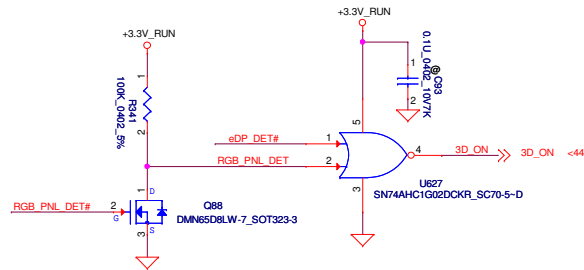 +3.3V_RUN
+3.3V_RUN
1
R341
100K_0402_5%
2
1
@ C93
0.1U_0402_10V7K
2
5
eDP_DET#
1
RGB_PNL_DET
2
4
3D_ON
3D_ON <44
3
U627
SN74AHC1G02DCKR_SC70-5~D
RGB_PNL_DET#
2
G
1
D
3
S
Q88
DMN65D8LW-7_SOT323-3